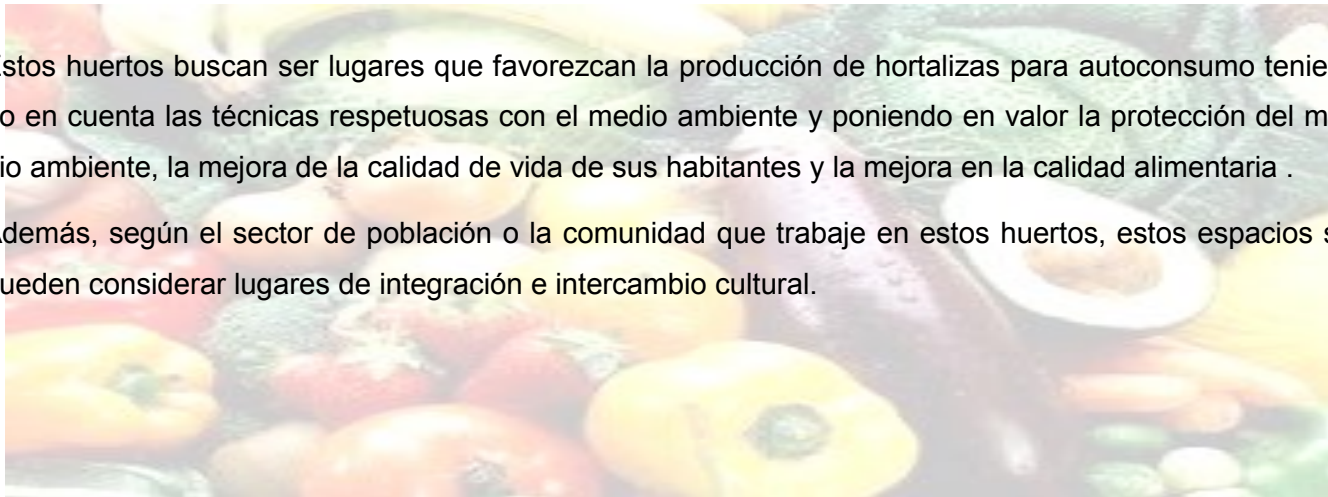 stos huertos buscan ser lugares que favorezcan la producción de hortalizas para autoconsumo tenie
o en cuenta las técnicas respetuosas con el medio ambiente y poniendo en valor la protección del m
io ambiente, la mejora de la calidad de vida de sus habitantes y la mejora en la calidad alimentaria .
demás, según el sector de población o la comunidad que trabaje en estos huertos, estos espacios s
ueden considerar lugares de integración e intercambio cultural.